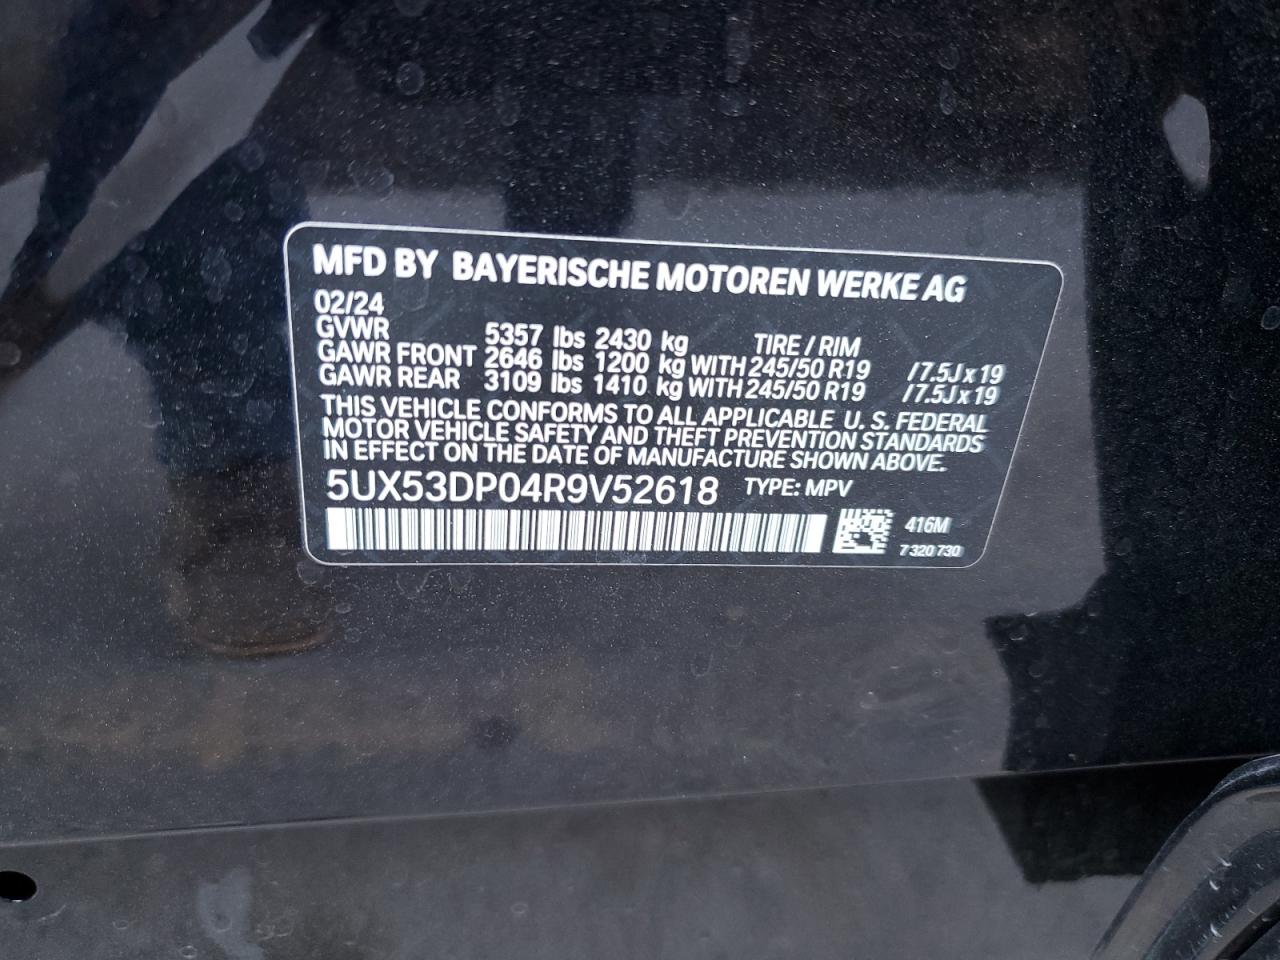 MFD BY BAYERISCHE MOTOREN WERKE AG
02/24
GVWR 5357 lbs 2430 kg TIRE / RIM
GAWR FRONT 2646 lbs 1200 kg WITH 245/50 R19 /7.5J x 19
GAWR REAR 3109 lbs 1410 kg WITH 245/50 R19 /7.5J x 19
THIS VEHICLE CONFORMS TO ALL APPLICABLE U. S. FEDERAL
MOTOR VEHICLE SAFETY AND THEFT PREVENTION STANDARDS
IN EFFECT ON THE DATE OF MANUFACTURE SHOWN ABOVE.
5UX53DP04R9V52618 TYPE: MPV
416M
7 320 730